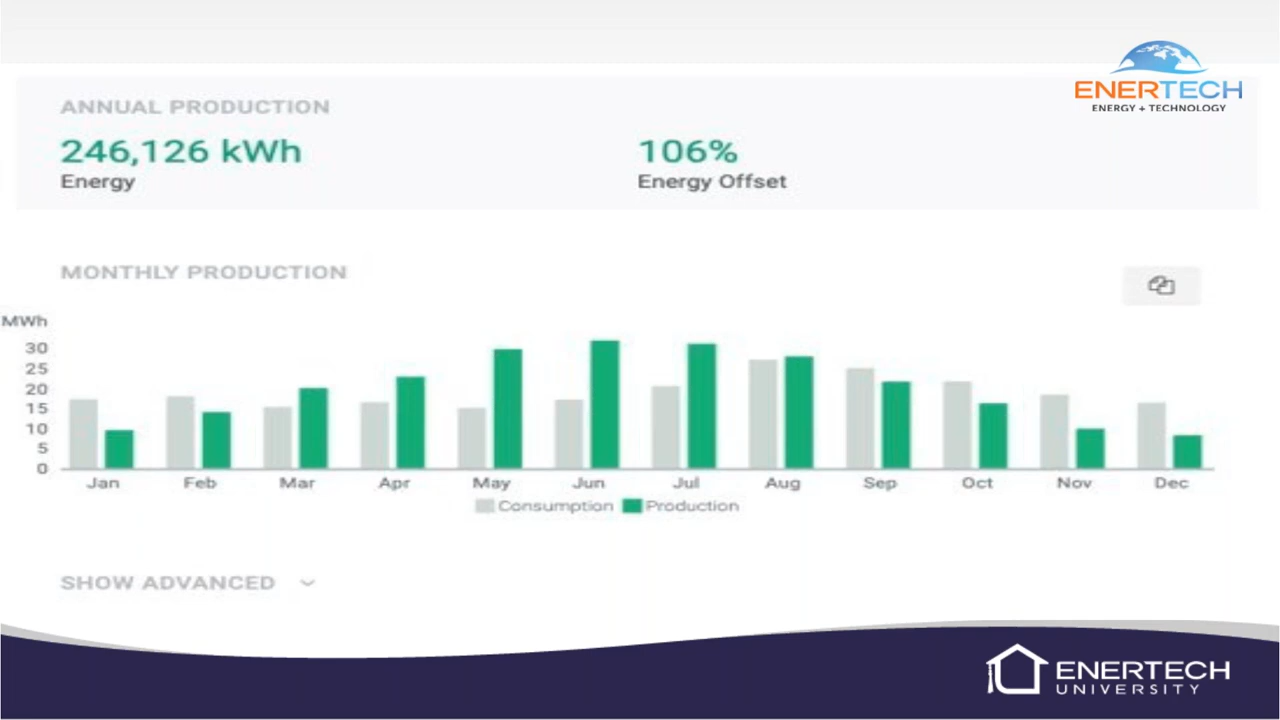 ENERTECH
ENERGY + TECHNOLOGY
ANNUAL PRODUCTION
246,126 kWh
106%
Energy
Energy Offset
MONTHLY PRODUCTION
MWh
30
25
20
15
10
5
0
Jan Feb Mar Apr May Jun Jul Aug Sep Oct Nov Dec
Consumption Production
SHOW ADVANCED
ENERTECH
UNIVERSITY